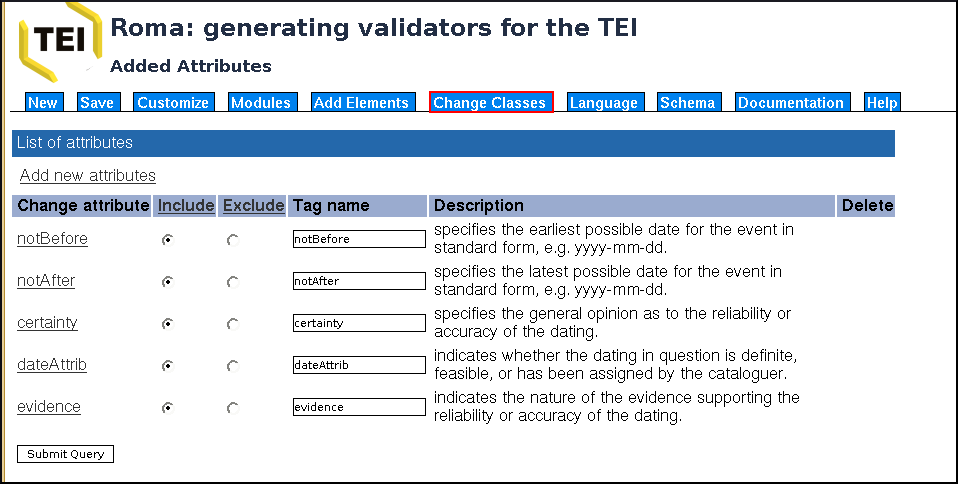 TEI
Roma: generating validators for the TEI
Added Attributes
New Save Customize Modules Add Elements Change Classes Language Schema Documentation Help
List of attributes
Add new attributes
Change attribute Include Exclude Tag name Description Delete
notBefore notBefore specifies the earliest possible date for the event in
standard form, e.g. yyyy-mm-dd.
notAfter notAfter specifies the latest possible date for the event in
standard form, e.g. yyyy-mm-dd.
certainty certainty specifies the general opinion as to the reliability or
accuracy of the dating.
dateAttrib dateAttrib indicates whether the dating in question is definite,
feasible, or has been assigned by the cataloguer.
evidence evidence indicates the nature of the evidence supporting the
reliability or accuracy of the dating.
Submit Query